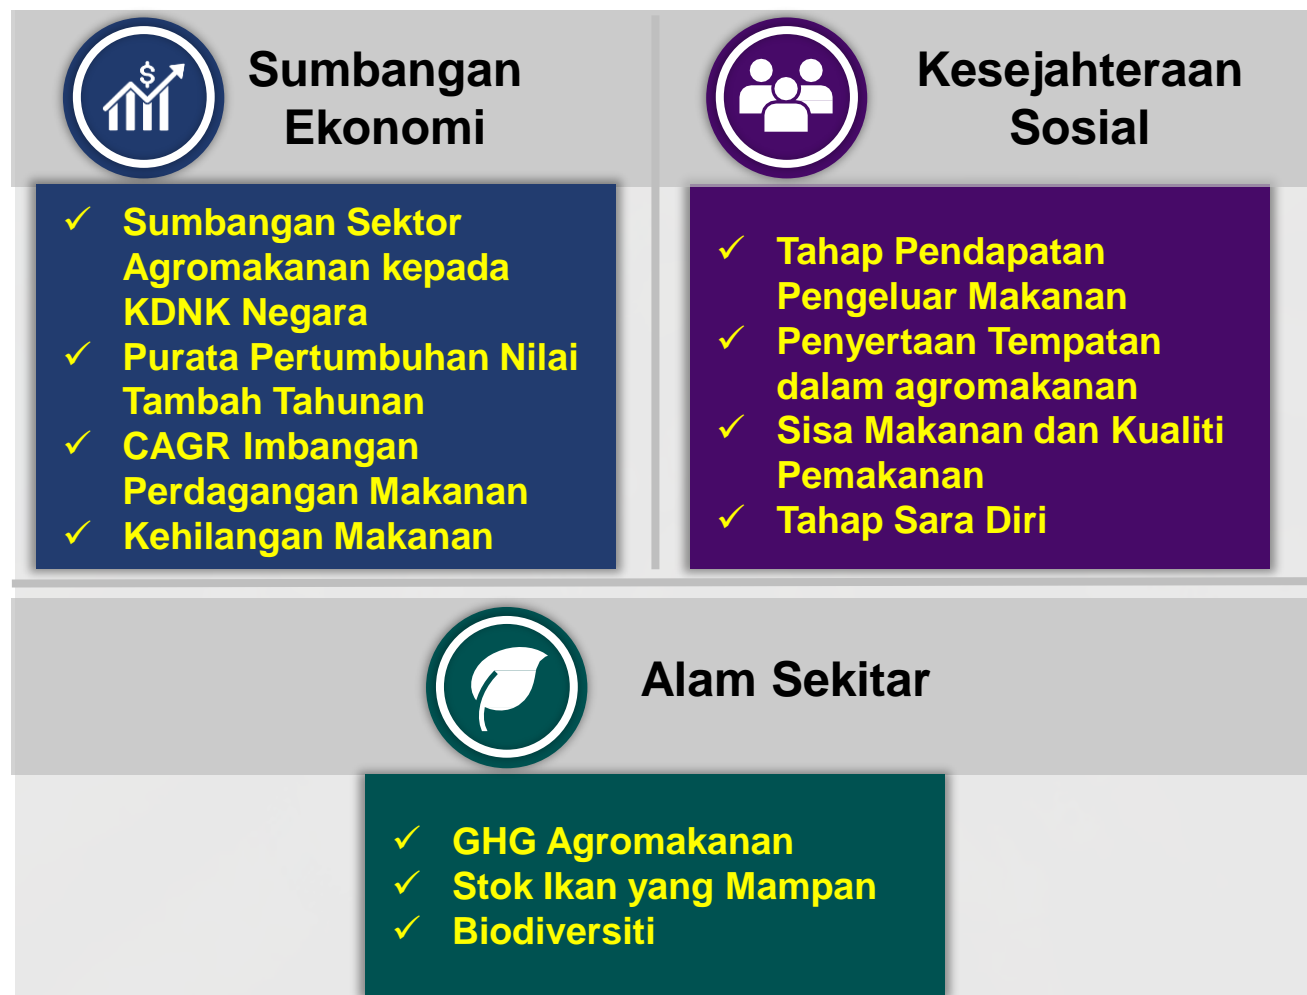 Sumbangan
Ekonomi
✓ Sumbangan Sektor
Agromakanan kepada
KDNK Negara
✓ Purata Pertumbuhan Nilai
Tambah Tahunan
✓ CAGR Imbangan
Perdagangan Makanan
✓ Kehilangan Makanan
Kesejahteraan
Sosial
✓ Tahap Pendapatan
Pengeluar Makanan
✓ Penyertaan Tempatan
dalam agromakanan
✓ Sisa Makanan dan Kualiti
Pemakanan
✓ Tahap Sara Diri
Alam Sekitar
✓ GHG Agromakanan
✓ Stok Ikan yang Mampan
✓ Biodiversiti